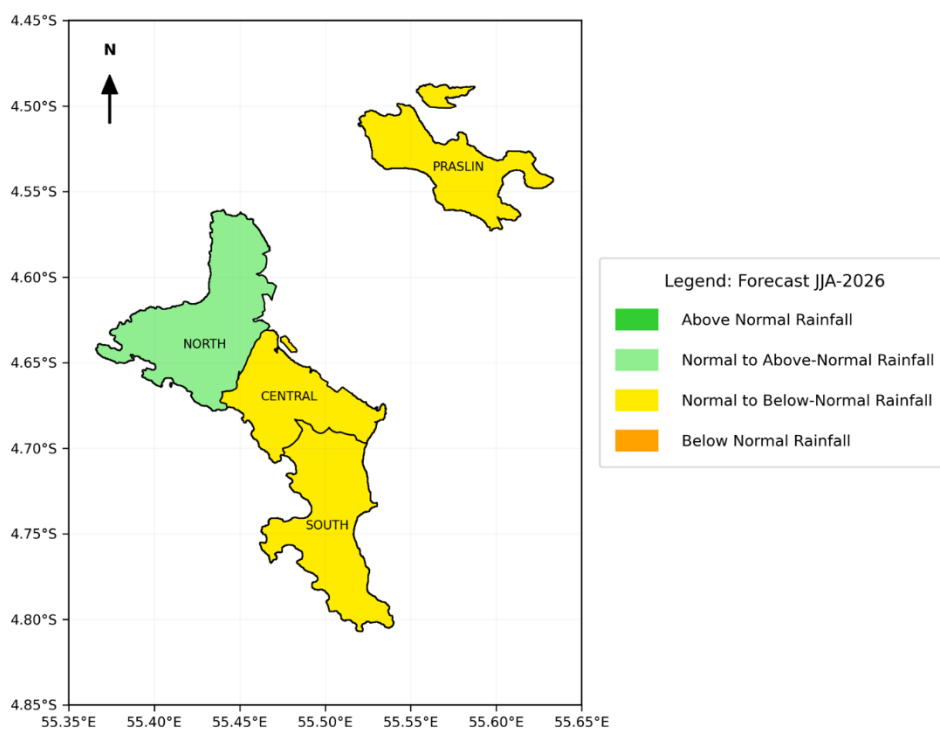 4.45°S
N
4.50°S
PRASLIN
4.55°S
4.60°S
Legend: Forecast JJA-2026
Above Normal Rainfall
NORTH
4.65°S
Normal to Above-Normal Rainfall
CENTRAL
Normal to Below-Normal Rainfall
4.70°S
Below Normal Rainfall
SOUTH
4.75°S
4.80°S
4.85°S
55.35°E 55.40°E 55.45°E 55.50°E 55.55°E 55.60°E 55.65°E